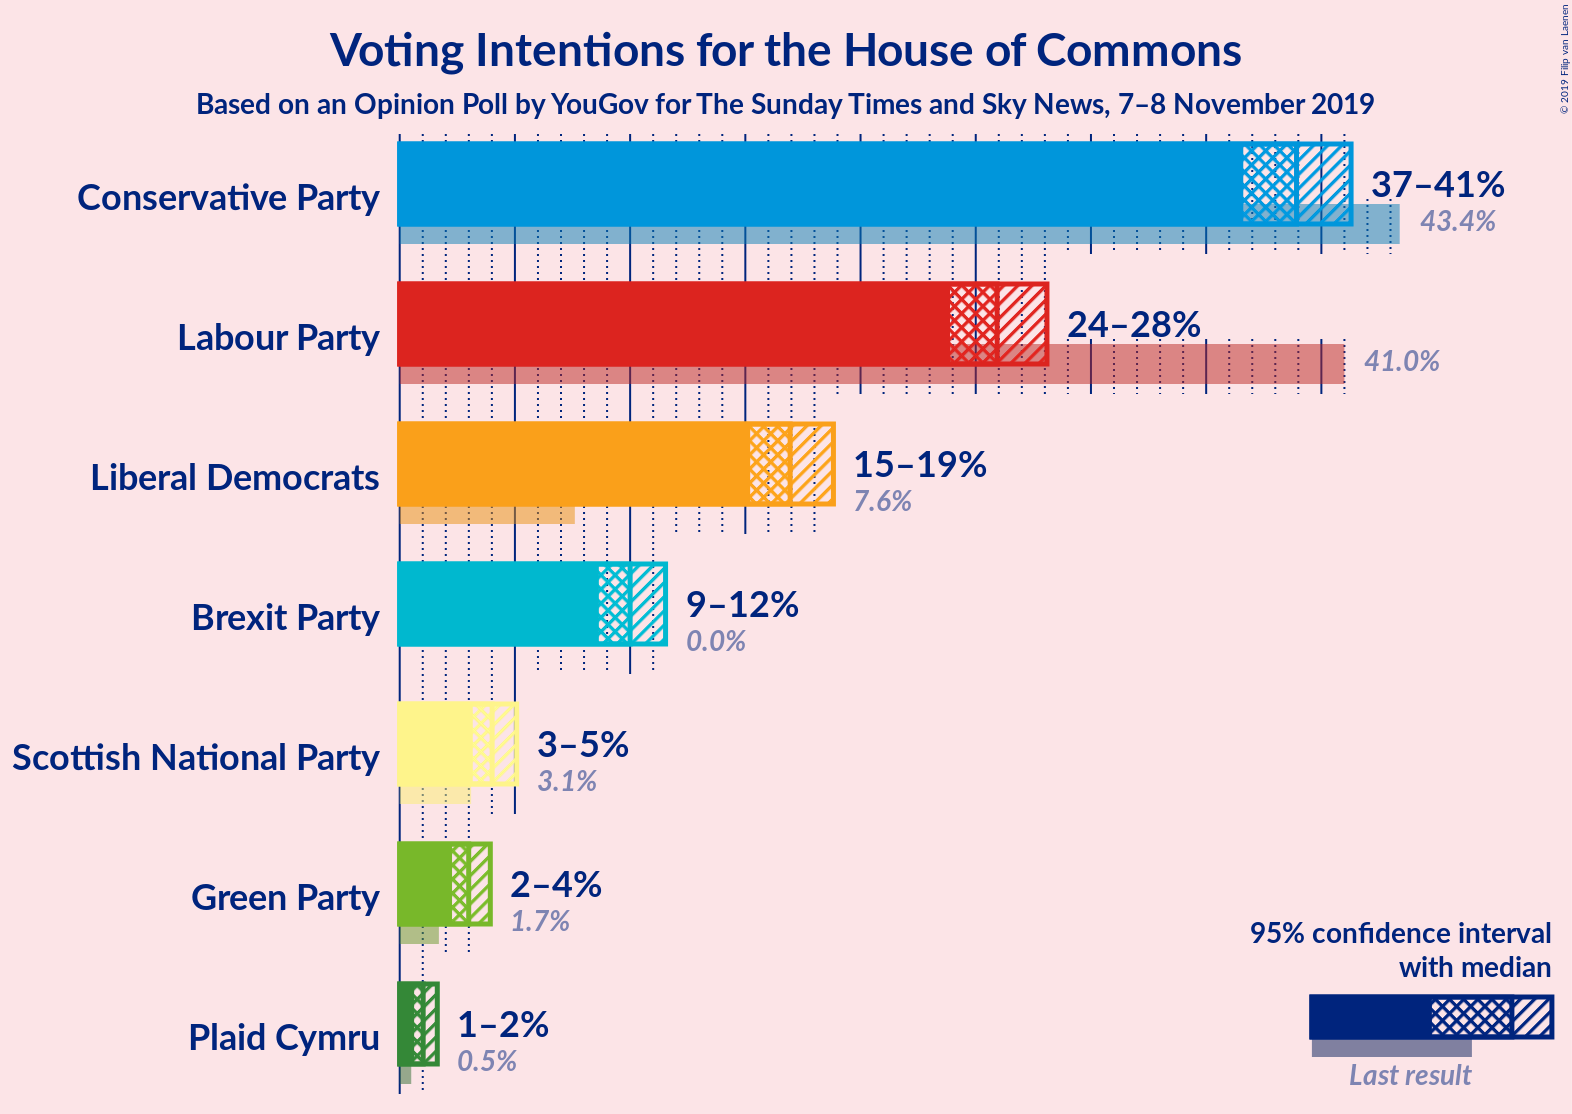 Voting Intentions for the House of Commons
Based on an Opinion Poll by YouGov for The Sunday Times and Sky News, 7–8 November 2019
© 2019 Filip van Laenen
Conservative Party
37–41%
43.4%
Labour Party
24–28%
41.0%
Liberal Democrats
15–19%
7.6%
Brexit Party
9–12%
0.0%
Scottish National Party
3–5%
3.1%
Green Party
2–4%
1.7%
Plaid Cymru
1–2%
0.5%
95% confidence interval
with median
Last result